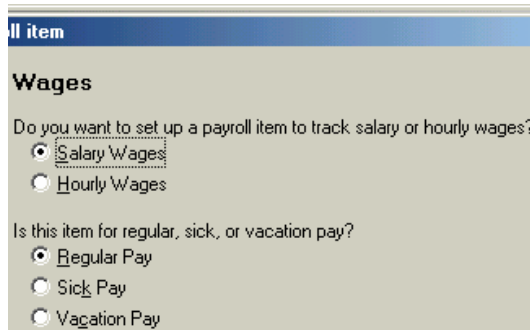 ll item
Wages
Do you want to set up a payroll item to track salary or hourly wages?
Salary Wages
Hourly Wages
Is this item for regular, sick, or vacation pay?
Regular Pay
Sick Pay
Vacation Pay